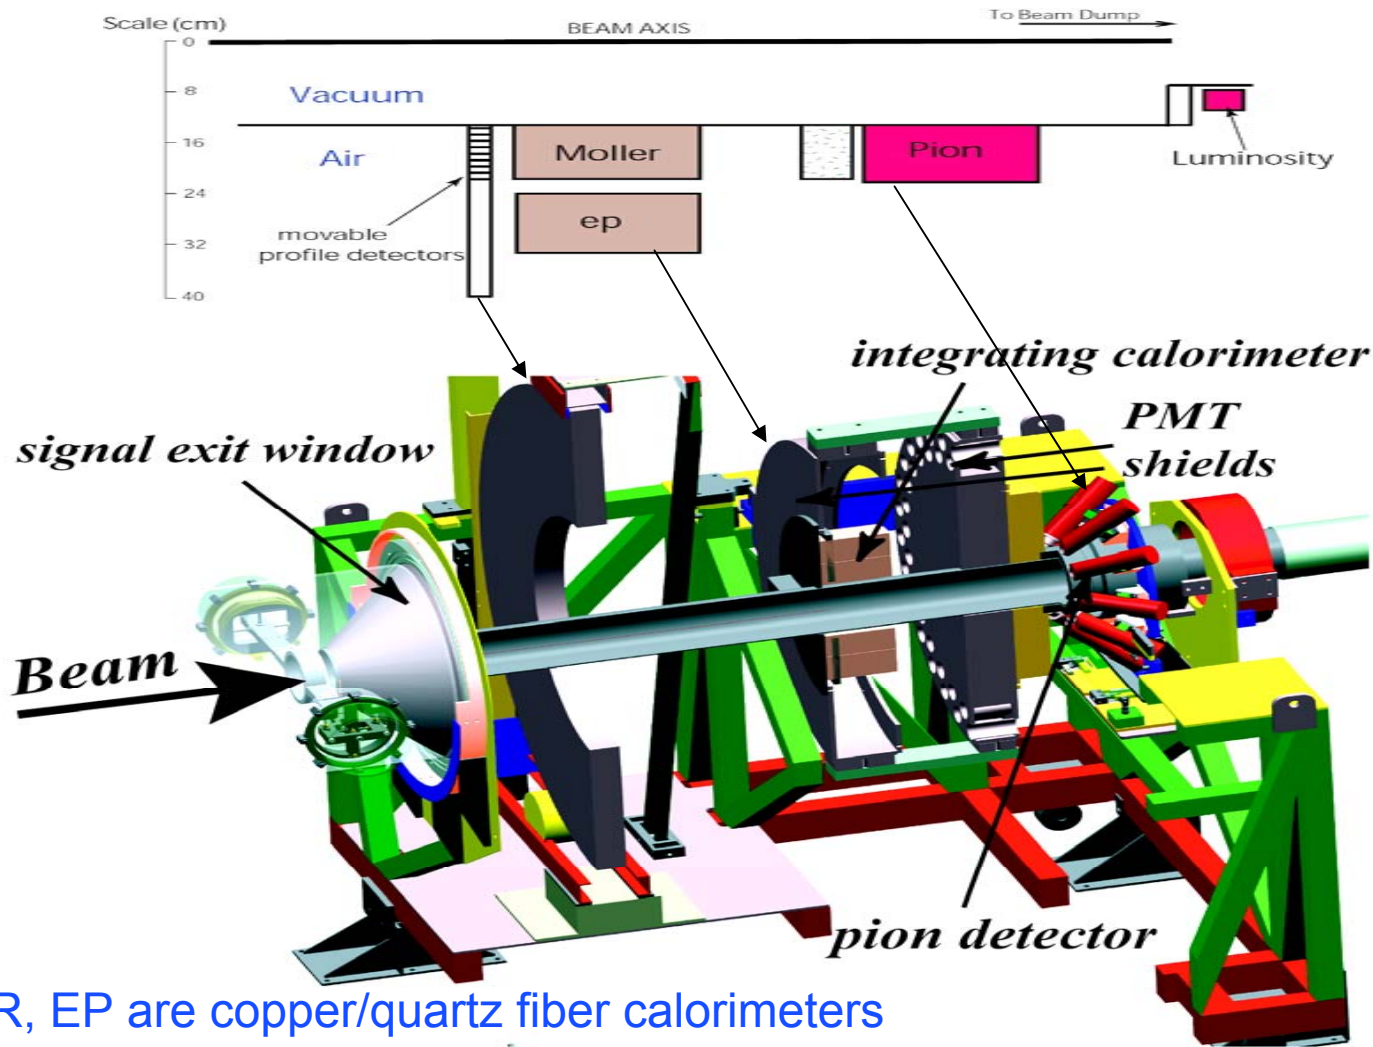 Scale (cm)
To Beam Dump
BEAM AXIS
0
8
16
24
32
40
Vacuum
Air
Moller
Pion
Luminosity
ep
movable
profile detectors
integrating calorimeter
PMT
shields
signal exit window
Beam
pion detector
R, EP are copper/quartz fiber calorimeters